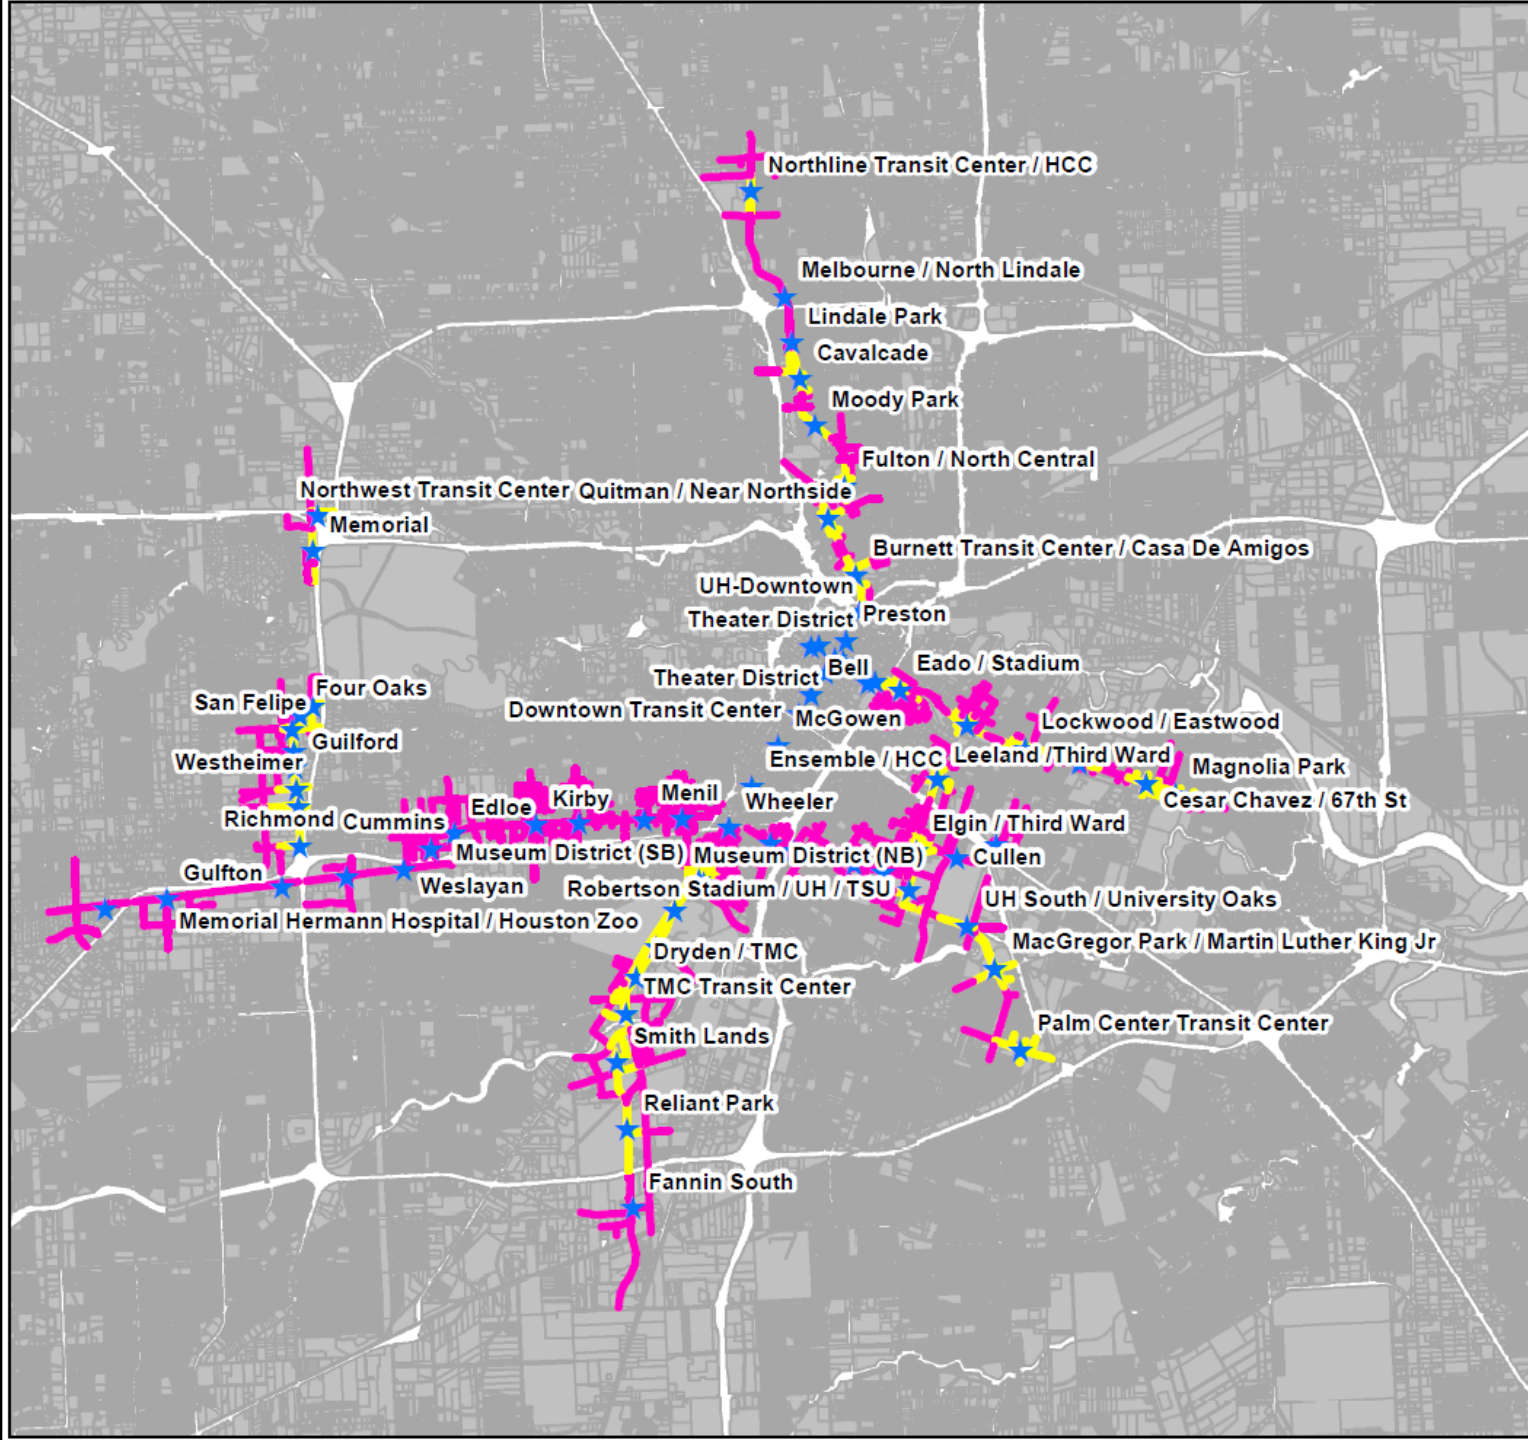 Northline Transit Center / HCC
Melbourne / North Lindale
Lindale Park
Cavalcade
Moody Park
Fulton / North Central
Northwest Transit Center
Quitman / Near Northside
Memorial
Burnett Transit Center / Casa De Amigos
UH-Downtown
Preston
Theater District
Eado / Stadium
Bell
Theater District
Four Oaks
San Felipe
Downtown Transit Center
McGowen
Lockwood / Eastwood
Guilford
Leeland /Third Ward
Ensemble / HCC
Westheimer
Magnolia Park
Menil
Kirby
Edloe
Wheeler
Cesar Chavez / 67th St
Richmond
Cummins
Elgin / Third Ward
Museum District (SB)
Museum District (NB)
Cullen
Gulfton
Weslayan
Robertson Stadium / UH / TSU
UH South / University Oaks
Memorial Hermann Hospital / Houston Zoo
MacGregor Park / Martin Luther King Jr
Dryden / TMC
TMC Transit Center
Palm Center Transit Center
Smith Lands
Reliant Park
Fannin South